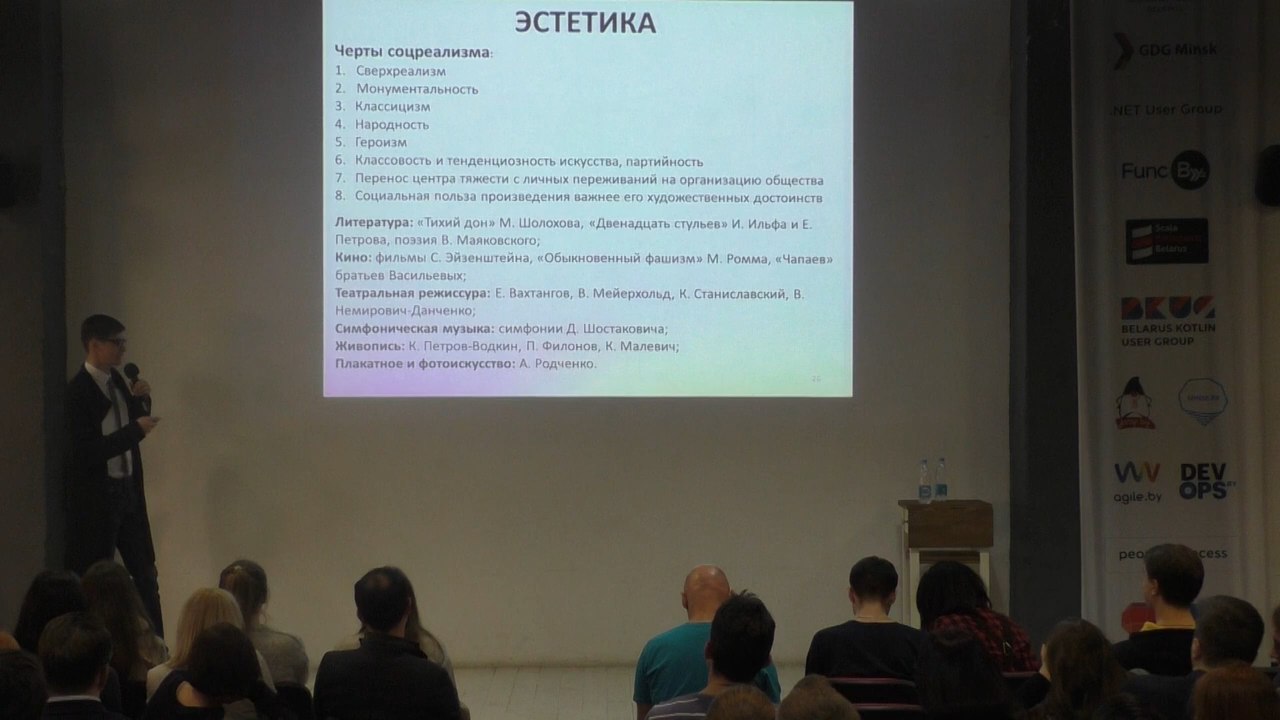 ЭСТЕТИКА
Черты соцреализма:
1. Сверхреализм
2. Монументальность
3. Классицизм
4. Народность
5. Героизм
6. Классовость и тенденциозность искусства, партийность
7. Перенос центра тяжести с личных переживаний на организацию общества
8. Социальная польза произведения важнее его художественных достоинств
Литература: «Тихий дон» М. Шолохова, «Двенадцать стульев» И. Ильфа и Е.
Петрова, поэзия В. Маяковского;
Кино: фильмы С. Эйзенштейна, «Обыкновенный фашизм» М. Ромма, «Чапаев»
братьев Васильевых;
Театральная режиссура: Е. Вахтангов, В. Мейерхольд, К. Станиславский, В.
Немирович-Данченко;
Симфоническая музыка: симфонии Д. Шостаковича;
Живопись: К. Петров-Водкин, П. Филонов, К. Малевич;
Плакатное и фотоискусство: А. Родченко.
GDG Minsk
.NET User Group
Func By
Scala
Belarus
BKUG
BELARUS KOTLIN
USER GROUP
agile.by
DEV
OPS